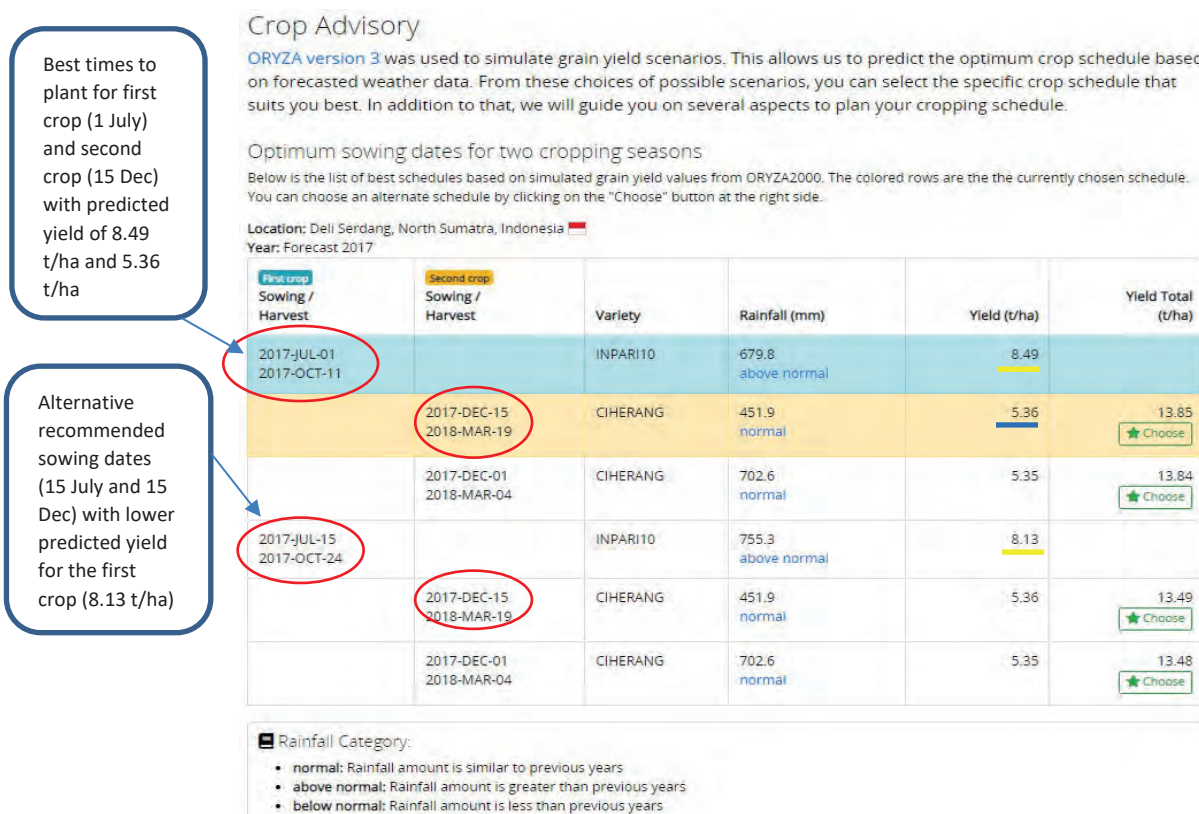 Best times to
plant for first
crop (1 July)
and second
crop (15 Dec)
with predicted
yield of 8.49
t/ha and 5.36
t/ha
Alternative
recommended
sowing dates
(15 July and 15
Dec) with lower
predicted yield
for the first
crop (8.13 t/ha)
Crop Advisory
ORYZA version 3 was used to simulate grain yield scenarios. This allows us to predict the optimum crop schedule based
on forecasted weather data. From these choices of possible scenarios, you can select the specific crop schedule that
suits you best. In addition to that, we will guide you on several aspects to plan your cropping schedule.
Optimum sowing dates for two cropping seasons
Below is the list of best schedules based on simulated grain yield values from ORYZA2000. The colored rows are the the currently chosen schedule.
You can choose an alternate schedule by clicking on the "Choose" button at the right side.
Location: Deli Serdang, North Sumatra, Indonesia
Year: Forecast 2017
First crop Second crop
Sowing / Sowing / Yield Total
Harvest Harvest Variety Rainfall (mm) Yield (t/ha) (t/ha)
2017-JUL-01 INPARI10 679.8 8.49
2017-OCT-11 above normal
2017-DEC-15 CIHERANG 451.9 5.36 13.85
2018-MAR-19 normal Choose
2017-DEC-01 CIHERANG 702.6 5.35 13.84
2018-MAR-04 normal Choose
2017-JUL-15 INPARI10 755.3 8.13
2017-OCT-24 above normal
2017-DEC-15 CIHERANG 451.9 5.36 13.49
2018-MAR-19 normal Choose
2017-DEC-01 CIHERANG 702.6 5.35 13.48
2018-MAR-04 normal Choose
Rainfall Category:
• normal: Rainfall amount is similar to previous years
• above normal: Rainfall amount is greater than previous years
• below normal: Rainfall amount is less than previous years